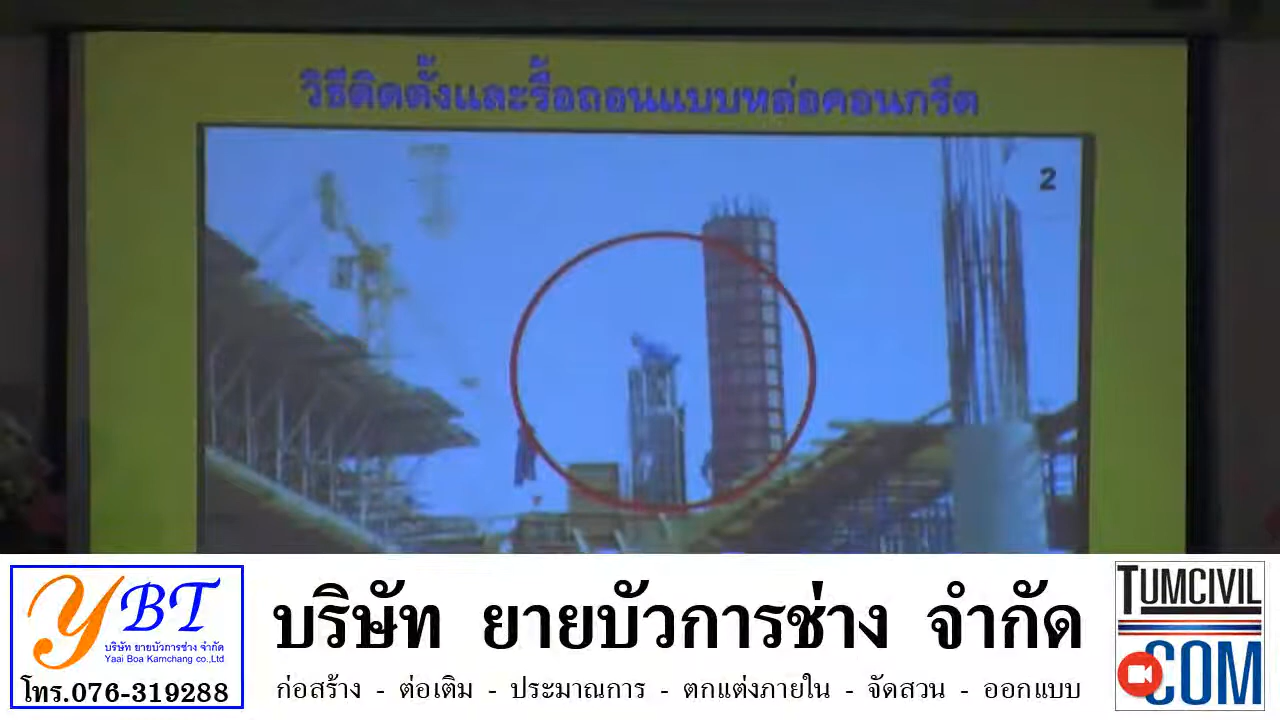 วิธีติดตั้งและรื้อถอนแบบหล่อคอนกรีต
2
YBT
บริษัท ยายบัวการช่าง จำกัด
Yaai Boa Kamchang co.,Ltd
โทร.076-319288
บริษัท ยายบัวการช่าง จำกัด
ก่อสร้าง - ต่อเติม - ประมาณการ - ตกแต่งภายใน - จัดสวน - ออกแบบ
TUMCIVIL
.COM